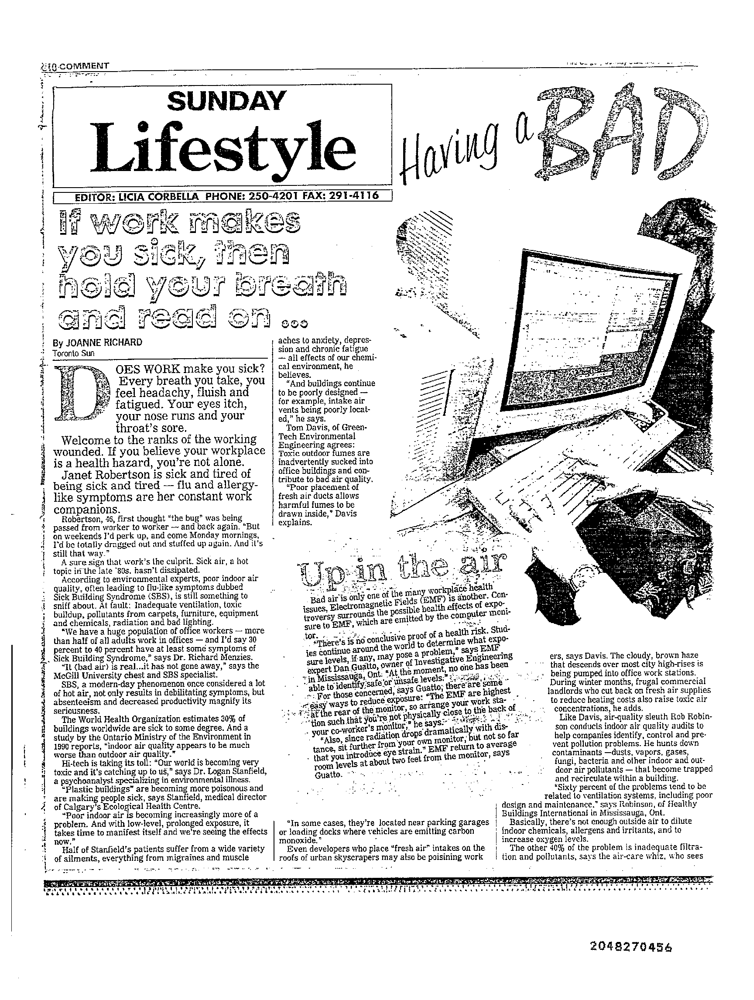 10-COMMENT
SUNDAY
Lifestyle
EDITOR: LICIA CORBELLA PHONE: 250-4201 FAX: 291-4116
Having a BAD
If work makes
you sick, then
hold your breath
and read on ...
By JOANNE RICHARD
Toronto Sun
DOES WORK make you sick?
Every breath you take, you
feel headachy, fluish and
fatigued. Your eyes itch,
your nose runs and your
throat's sore.
Welcome to the ranks of the working
wounded. If you believe your workplace
is a health hazard, you're not alone.
Janet Robertson is sick and tired of
being sick and tired — flu and allergy-
like symptoms are her constant work
companions.
Robertson, 46, first thought "the bug" was being
passed from worker to worker — and back again. "But
on weekends I'd perk up, and come Monday mornings,
I'd be totally dragged out and stuffed up again. And it's
still that way."
A sure sign that work's the culprit. Sick air, a hot
topic in the late '80s, hasn't dissipated.
According to environmental experts, poor indoor air
quality, often leading to flu-like symptoms dubbed
Sick Building Syndrome (SBS), is still something to
sniff about. At fault: Inadequate ventilation, toxic
buildup, pollutants from carpets, furniture, equipment
and chemicals, radiation and bad lighting.
"We have a huge population of office workers — more
than half of all adults work in offices — and I'd say 30
percent to 40 percent have at least some symptoms of
Sick Building Syndrome," says Dr. Richard Menzies.
"It (bad air) is real...it has not gone away," says the
McGill University chest and SBS specialist.
SBS, a modern-day phenomenon once considered a lot
of hot air, not only results in debilitating symptoms, but
absenteeism and decreased productivity magnify its
seriousness.
The World Health Organization estimates 30% of
buildings worldwide are sick to some degree. And a
study by the Ontario Ministry of the Environment in
1990 reports, "indoor air quality appears to be much
worse than outdoor air quality."
Hi-tech is taking its toll: "Our world is becoming very
toxic and it's catching up to us," says Dr. Logan Stanfield,
a psychoanalyst specializing in environmental illness.
"Plastic buildings" are becoming more poisonous and
are making people sick, says Stanfield, medical director
of Calgary's Ecological Health Centre.
"Poor indoor air is becoming increasingly more of a
problem. And with low-level, prolonged exposure, it
takes time to manifest itself and we're seeing the effects
now."
Half of Stanfield's patients suffer from a wide variety
of ailments, everything from migraines and muscle
aches to anxiety, depres-
sion and chronic fatigue
— all effects of our chemi-
cal environment, he
believes.
"And buildings continue
to be poorly designed —
for example, intake air
vents being poorly locat-
ed," he says.
Tom Davis, of Green-
Tech Environmental
Engineering agrees:
Toxic outdoor fumes are
inadvertently sucked into
office buildings and con-
tribute to bad air quality.
"Poor placement of
fresh air ducts allows
harmful fumes to be
drawn inside," Davis
explains.
"In some cases, they're located near parking garages
or loading docks where vehicles are emitting carbon
monoxide."
Even developers who place "fresh air" intakes on the
roofs of urban skyscrapers may also be poisining work
Up in the air
Bad air is only one of the many workplace health
issues, Electromagnetic Fields (EMF) is another. Con-
troversy surrounds the possible health effects of expo-
sure to EMF, which are emitted by the computer moni-
tor.
"There's is no conclusive proof of a health risk. Stud-
ies continue around the world to determine what expo-
sure levels, if any, may pose a problem," says EMF
expert Dan Guatto, owner of Investigative Engineering
in Mississauga, Ont. "At the moment, no one has been
able to identify safe or unsafe levels."
For those concerned, says Guatto; there are some
easy ways to reduce exposure: "The EMF are highest
at the rear of the monitor, so arrange your work sta-
tion such that you're not physically close to the back of
your co-worker's monitor," he says.
"Also, since radiation drops dramatically with dis-
tance, sit further from your own monitor, but not so far
that you introduce eye strain." EMF return to average
room levels at about two feet from the monitor, says
Guatto.
ers, says Davis. The cloudy, brown haze
that descends over most city high-rises is
being pumped into office work stations.
During winter months, frugal commercial
landlords who cut back on fresh air supplies
to reduce heating costs also raise toxic air
concentrations, he adds.
Like Davis, air-quality sleuth Rob Robin-
son conducts indoor air quality audits to
help companies identify, control and pre-
vent pollution problems. He hunts down
contaminants —dusts, vapors, gases,
fungi, bacteria and other indoor and out-
door air pollutants — that become trapped
and recirculate within a building.
"Sixty percent of the problems tend to be
related to ventilation systems, including poor
design and maintenance," says Robinson, of Healthy
Buildings International in Mississauga, Ont.
Basically, there's not enough outside air to dilute
indoor chemicals, allergens and irritants, and to
increase oxygen levels.
The other 40% of the problem is inadequate filtra-
tion and pollutants, says the air-care whiz, who sees
2048270456